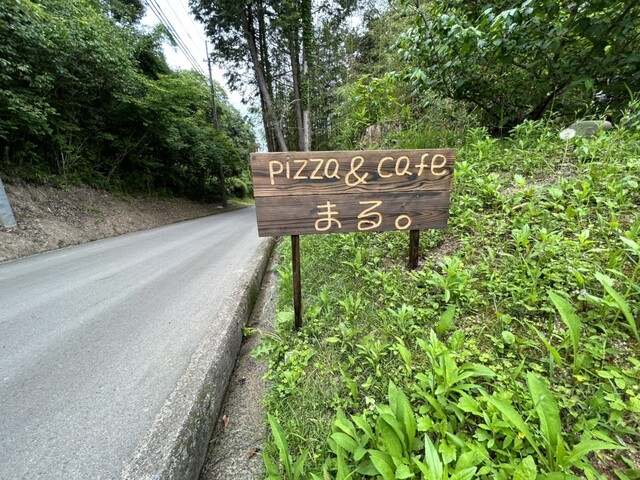 pizza & cafe
まる。